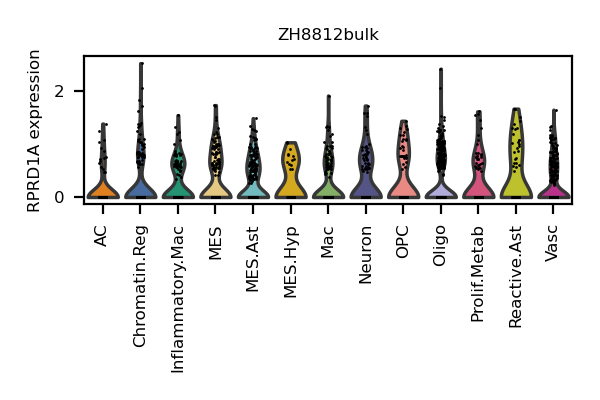 ZH8812bulk
RPRD1A expression
2
0
AC
Chromatin.Reg
Inflammatory.Mac
MES
MES.Ast
MES.Hyp
Mac
Neuron
OPC
Oligo
Prolif.Metab
Reactive.Ast
Vasc